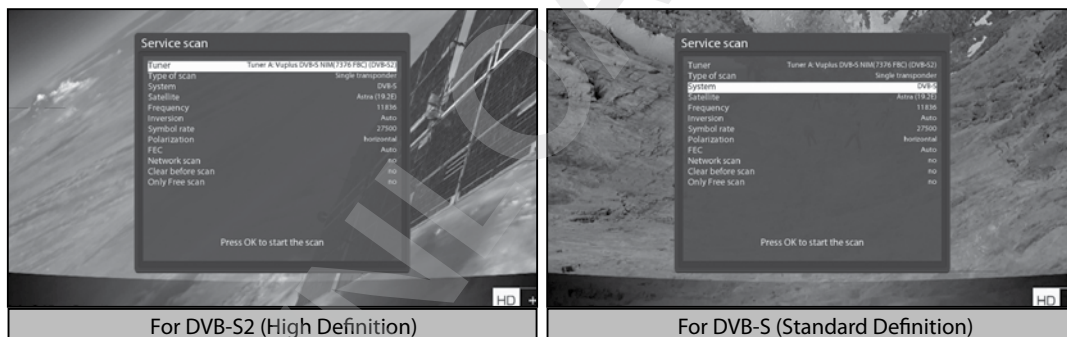 Service scan
Tuner Tuner A: Vuplus DVB-S NIM(7376 FBC) (DVB-S2)
Type of scan Single transponder
System DVB-S
Satellite Astra (19.2E)
Frequency 11836
Inversion Auto
Symbol rate 27500
Polarization horizontal
FEC Auto
Network scan no
Clear before scan no
Only Free scan no
Press OK to start the scan
HD +
For DVB-S2 (High Definition)
Service scan
Tuner Tuner A: Vuplus DVB-S NIM(7376 FBC) (DVB-S2)
Type of scan Single transponder
System DVB-S
Satellite Astra (19.2E)
Frequency 11836
Inversion Auto
Symbol rate 27500
Polarization horizontal
FEC Auto
Network scan no
Clear before scan no
Only Free scan no
Press OK to start the scan
HD
For DVB-S (Standard Definition)